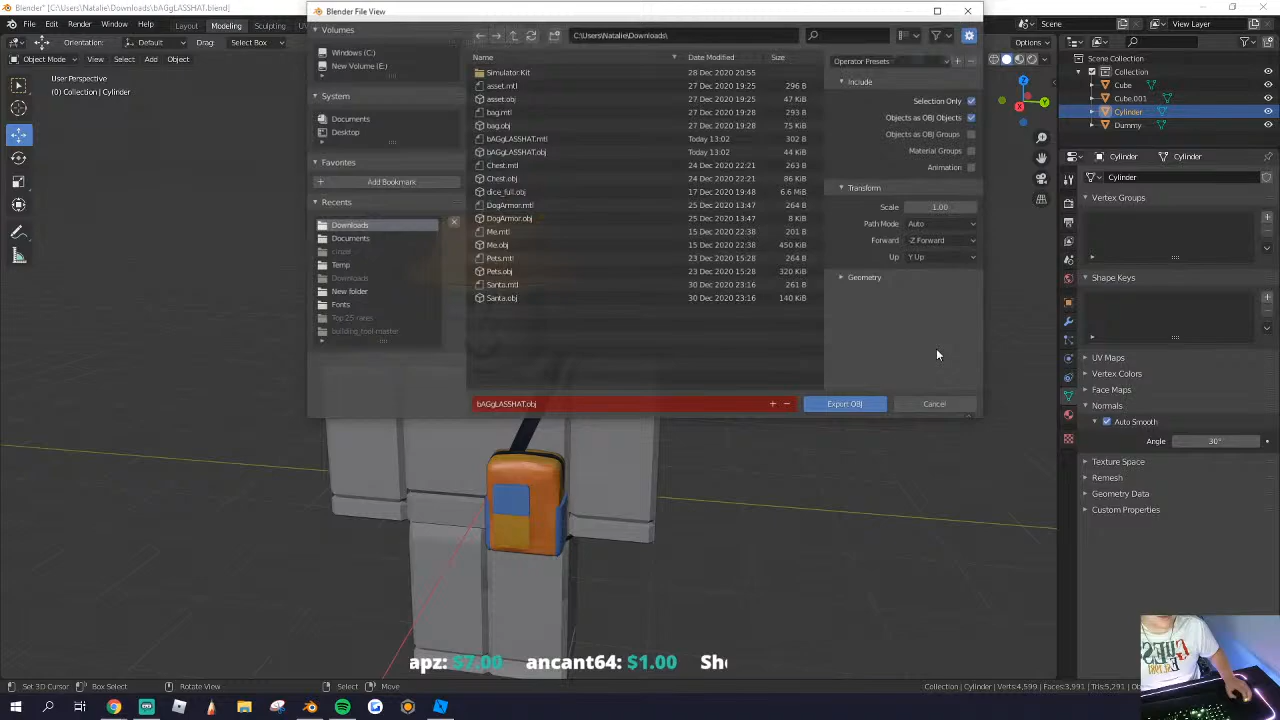 Blender* [C:\Users\Natalie\Downloads\bAGgLASSHAT.blend]
Blender File View
File Edit Render Window Help Layout Modeling
Scene
Default Drag: Select Box
Options
Object Mode View Select Add Object
User Perspective
(0) Collection | Cylinder
Volumes
Windows (C:)
New Volume (E:)
System
Documents
Desktop
Favorites
Add Bookmark
Recents
Downloads
Documents
Temp
Downloads
New folder
Fonts
Top 25 ranks
building_tool-master
C:\Users\Natalie\Downloads\
Name Date Modified Size
Simulator Kit 28 Dec 2020 20:55
asset.mtl 27 Dec 2020 19:25 296 B
asset.obj 27 Dec 2020 19:25 47 KiB
bag.mtl 27 Dec 2020 19:28 293 B
bag.obj 27 Dec 2020 19:28 75 KiB
bAGgLASSHAT.mtl Today 13:02 302 B
bAGgLASSHAT.obj Today 13:02 44 KiB
Chest.mtl 24 Dec 2020 22:21 263 B
Chest.obj 24 Dec 2020 22:21 86 KiB
dice_full.obj 17 Dec 2020 19:48 6.6 MiB
DogArmor.mtl 25 Dec 2020 13:47 264 B
DogArmor.obj 25 Dec 2020 13:47 8 KiB
Me.mtl 15 Dec 2020 22:38 201 B
Me.obj 15 Dec 2020 22:38 450 KiB
Pets.mtl 23 Dec 2020 15:28 264 B
Pets.obj 23 Dec 2020 15:28 320 KiB
Santa.mtl 30 Dec 2020 23:16 261 B
Santa.obj 30 Dec 2020 23:16 140 KiB
Operator Presets
Include
Selection Only
Objects as OBJ Objects
Objects as OBJ Groups
Material Groups
Animation
Transform
Scale 1.00
Path Mode Auto
Forward -Z Forward
Up Y Up
Geometry
bAGgLASSHAT.obj
Export OBJ Cancel
Z
Y
X
Scene Collection
Collection
Cube
Cube.001
Cylinder
Dummy
Cylinder Cylinder
Cylinder
Vertex Groups
Shape Keys
UV Maps
Vertex Colors
Face Maps
Normals
Auto Smooth
Angle 30°
Texture Space
Remesh
Geometry Data
Custom Properties
apz: $7.00 ancant64: $1.00 Sh
Set 3D Cursor Box Select Rotate View Select Move
Collection | Cylinder | Verts:4,599 | Faces:3,991 | Tris:5,291 | Objects